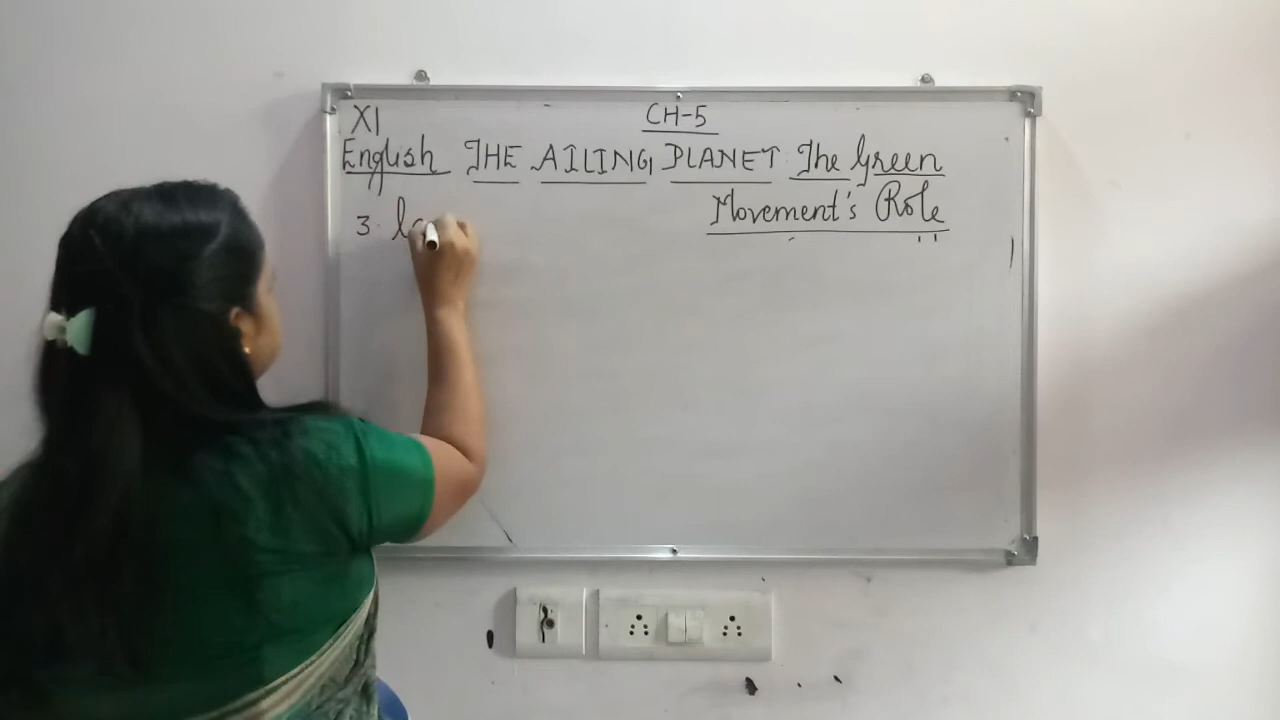 XI
CH-5
English THE AILING PLANET The Green
Movement's Role
3.